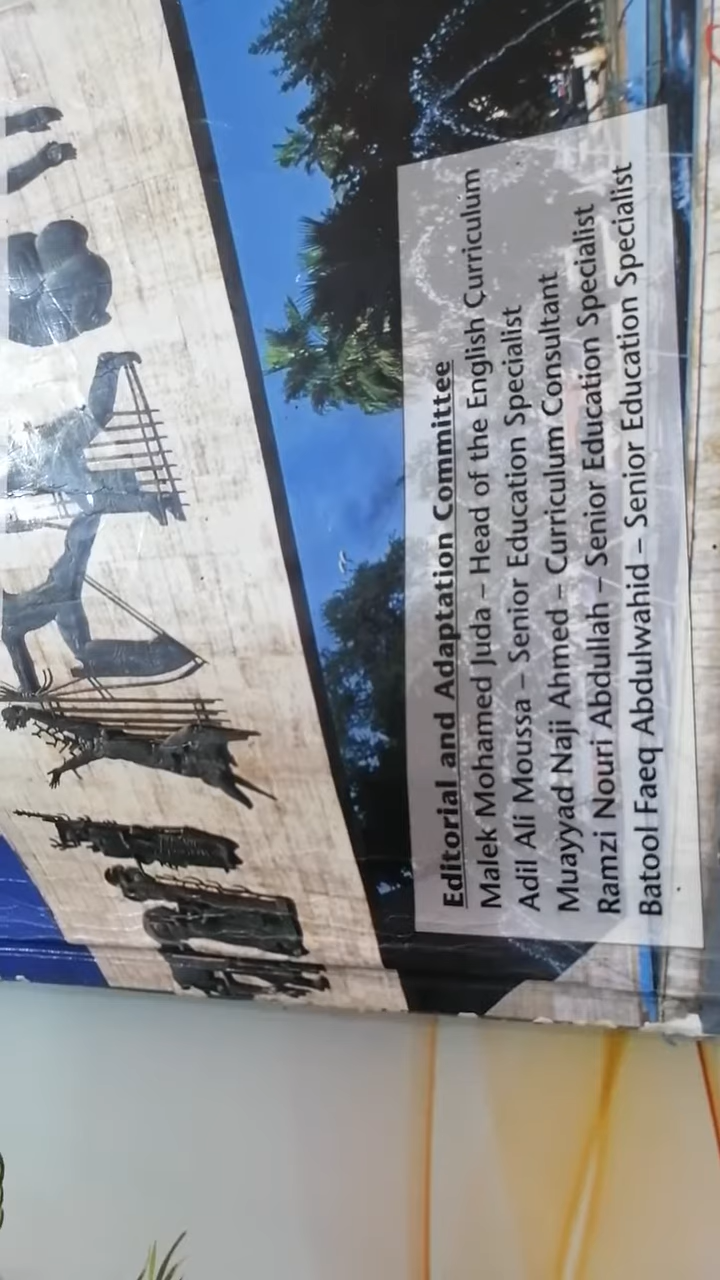 Editorial and Adaptation Committee
Malek Mohamed Juda – Head of the English Curriculum
Adil Ali Moussa – Senior Education Specialist
Muayyad Naji Ahmed – Curriculum Consultant
Ramzi Nouri Abdullah – Senior Education Specialist
Batool Faeq Abdulwahid – Senior Education Specialist